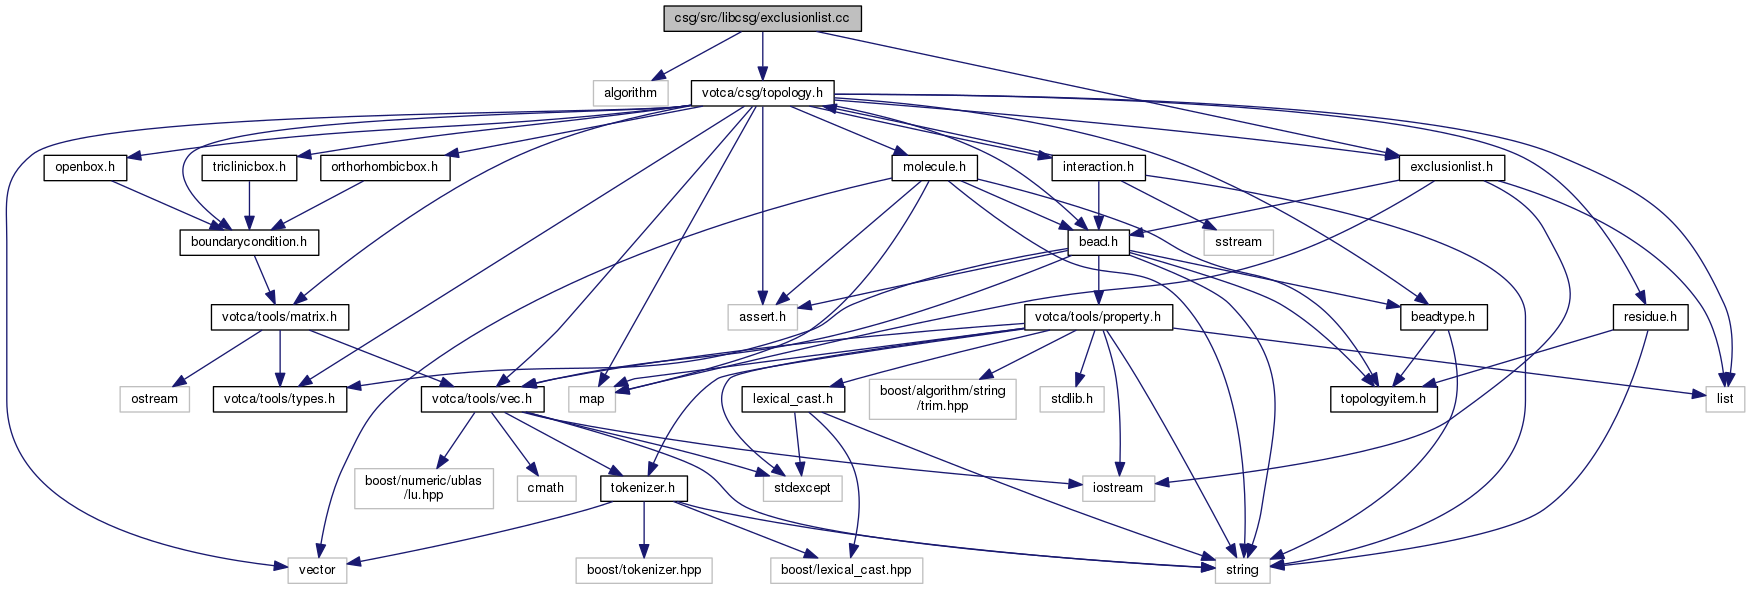 csg/src/libcsg/exclusionlist.cc
algorithm
votca/csg/topology.h
openbox.h
triclinicbox.h
orthorhombicbox.h
molecule.h
interaction.h
exclusionlist.h
boundarycondition.h
bead.h
sstream
votca/tools/matrix.h
assert.h
votca/tools/property.h
beadtype.h
residue.h
ostream
votca/tools/types.h
votca/tools/vec.h
map
lexical_cast.h
boost/algorithm/string
/trim.hpp
stdlib.h
topologyitem.h
list
boost/numeric/ublas
/lu.hpp
cmath
tokenizer.h
stdexcept
iostream
vector
boost/tokenizer.hpp
boost/lexical_cast.hpp
string